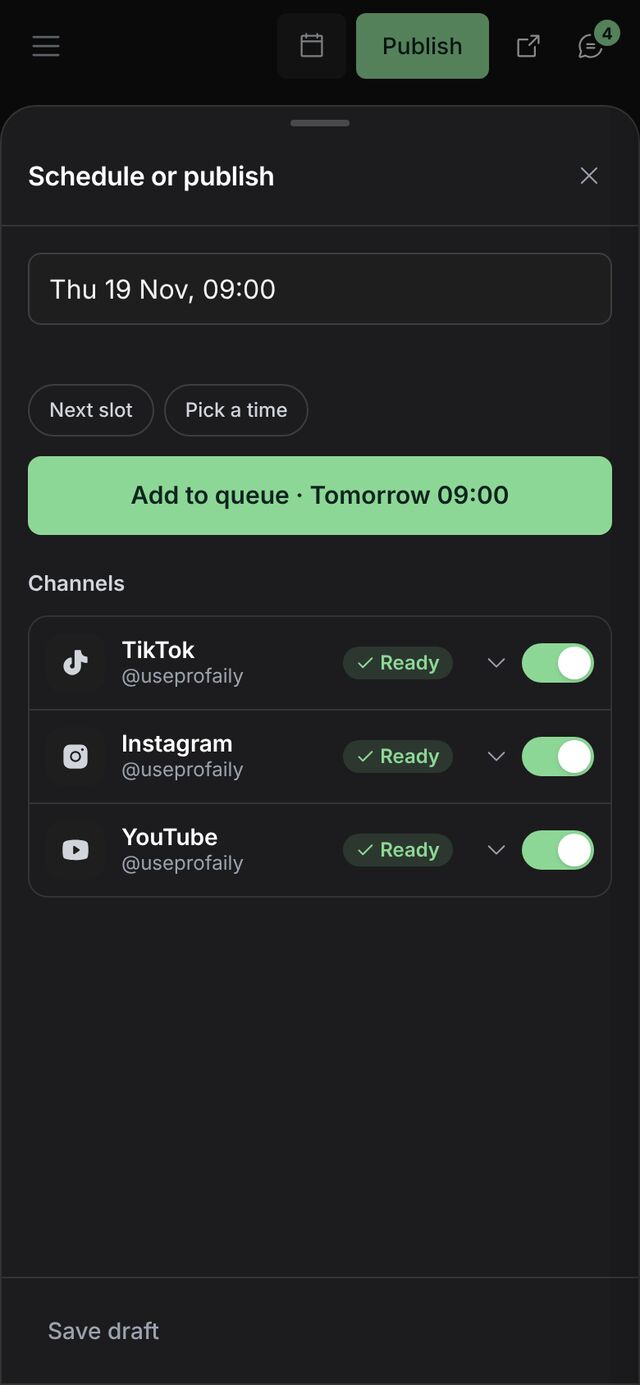 Publish
4
Schedule or publish
Thu 19 Nov, 09:00
Next slot
Pick a time
Add to queue · Tomorrow 09:00
Channels
TikTok
@useprofaily
Ready
Instagram
@useprofaily
Ready
YouTube
@useprofaily
Ready
Save draft